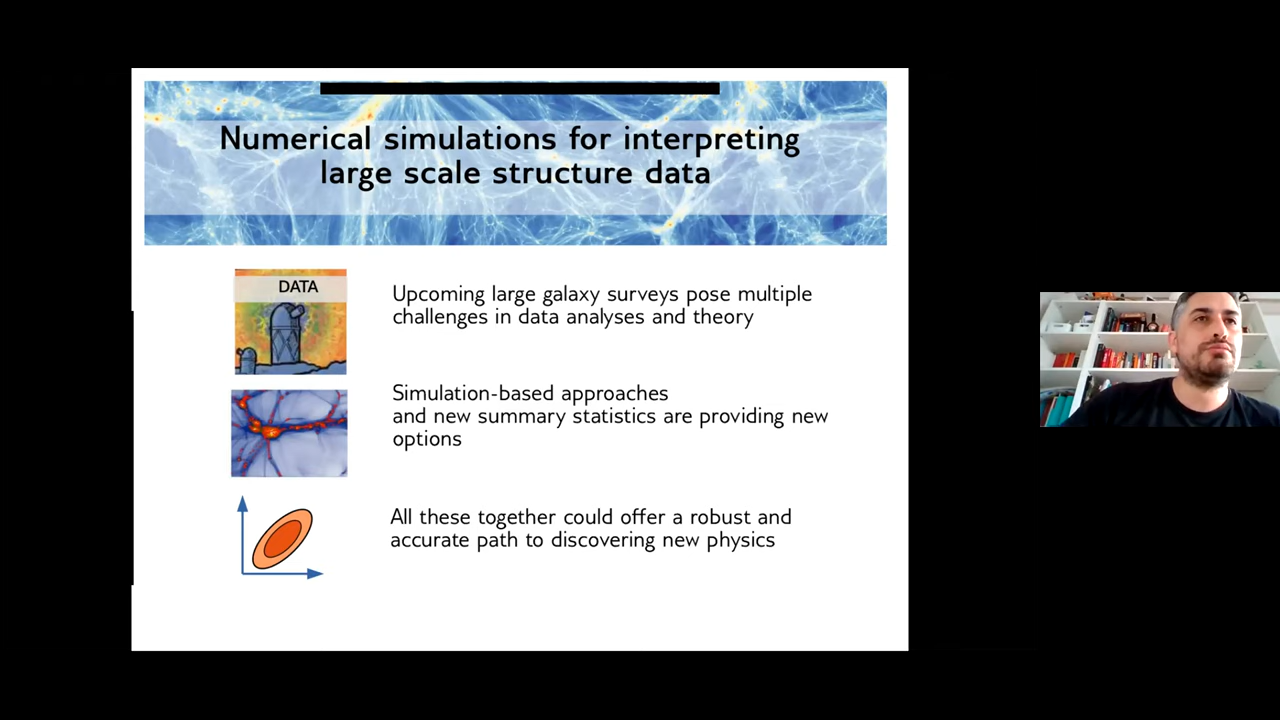 Numerical simulations for interpreting
large scale structure data
DATA
Upcoming large galaxy surveys pose multiple
challenges in data analyses and theory
Simulation-based approaches
and new summary statistics are providing new
options
All these together could offer a robust and
accurate path to discovering new physics